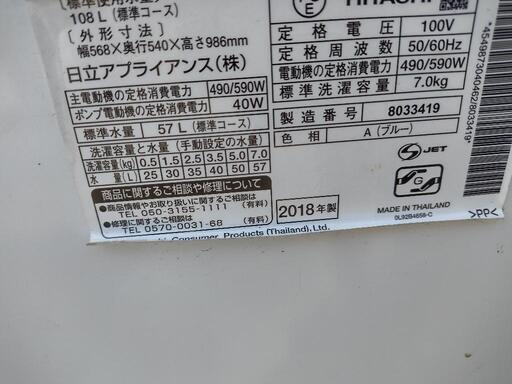 108 L (標準コース)
[外形寸法]
幅568×奥行540×高さ986mm
日立アプライアンス(株)
主電動機の定格消費電力 490/590W
ポンプ電動機の定格消費電力 40W
標準水量 57 L (標準コース)
洗濯容量と水量 (手動設定の水量)
洗濯容量(kg) 0.5 1.5 2.5 3.5 5.0 7.0
水量(L) 25 30 35 40 50 57
商品に関するご相談や修理について
商品のお問合わせやお取り扱いに関するご相談
TEL 050-3155-1111 (有料)
修理に関するご相談
TEL 0570-0031-68 (有料)
Consumer Products (Thailand), Ltd.
HITACHI
定格電圧 100V
定格周波数 50/60Hz
電動機の定格消費電力 490/590W
標準洗濯容量 7.0kg
製造番号 8033419
色相 A (ブルー)
2018年製
S JET
MADE IN THAILAND
0L92B4658-C
>PP<